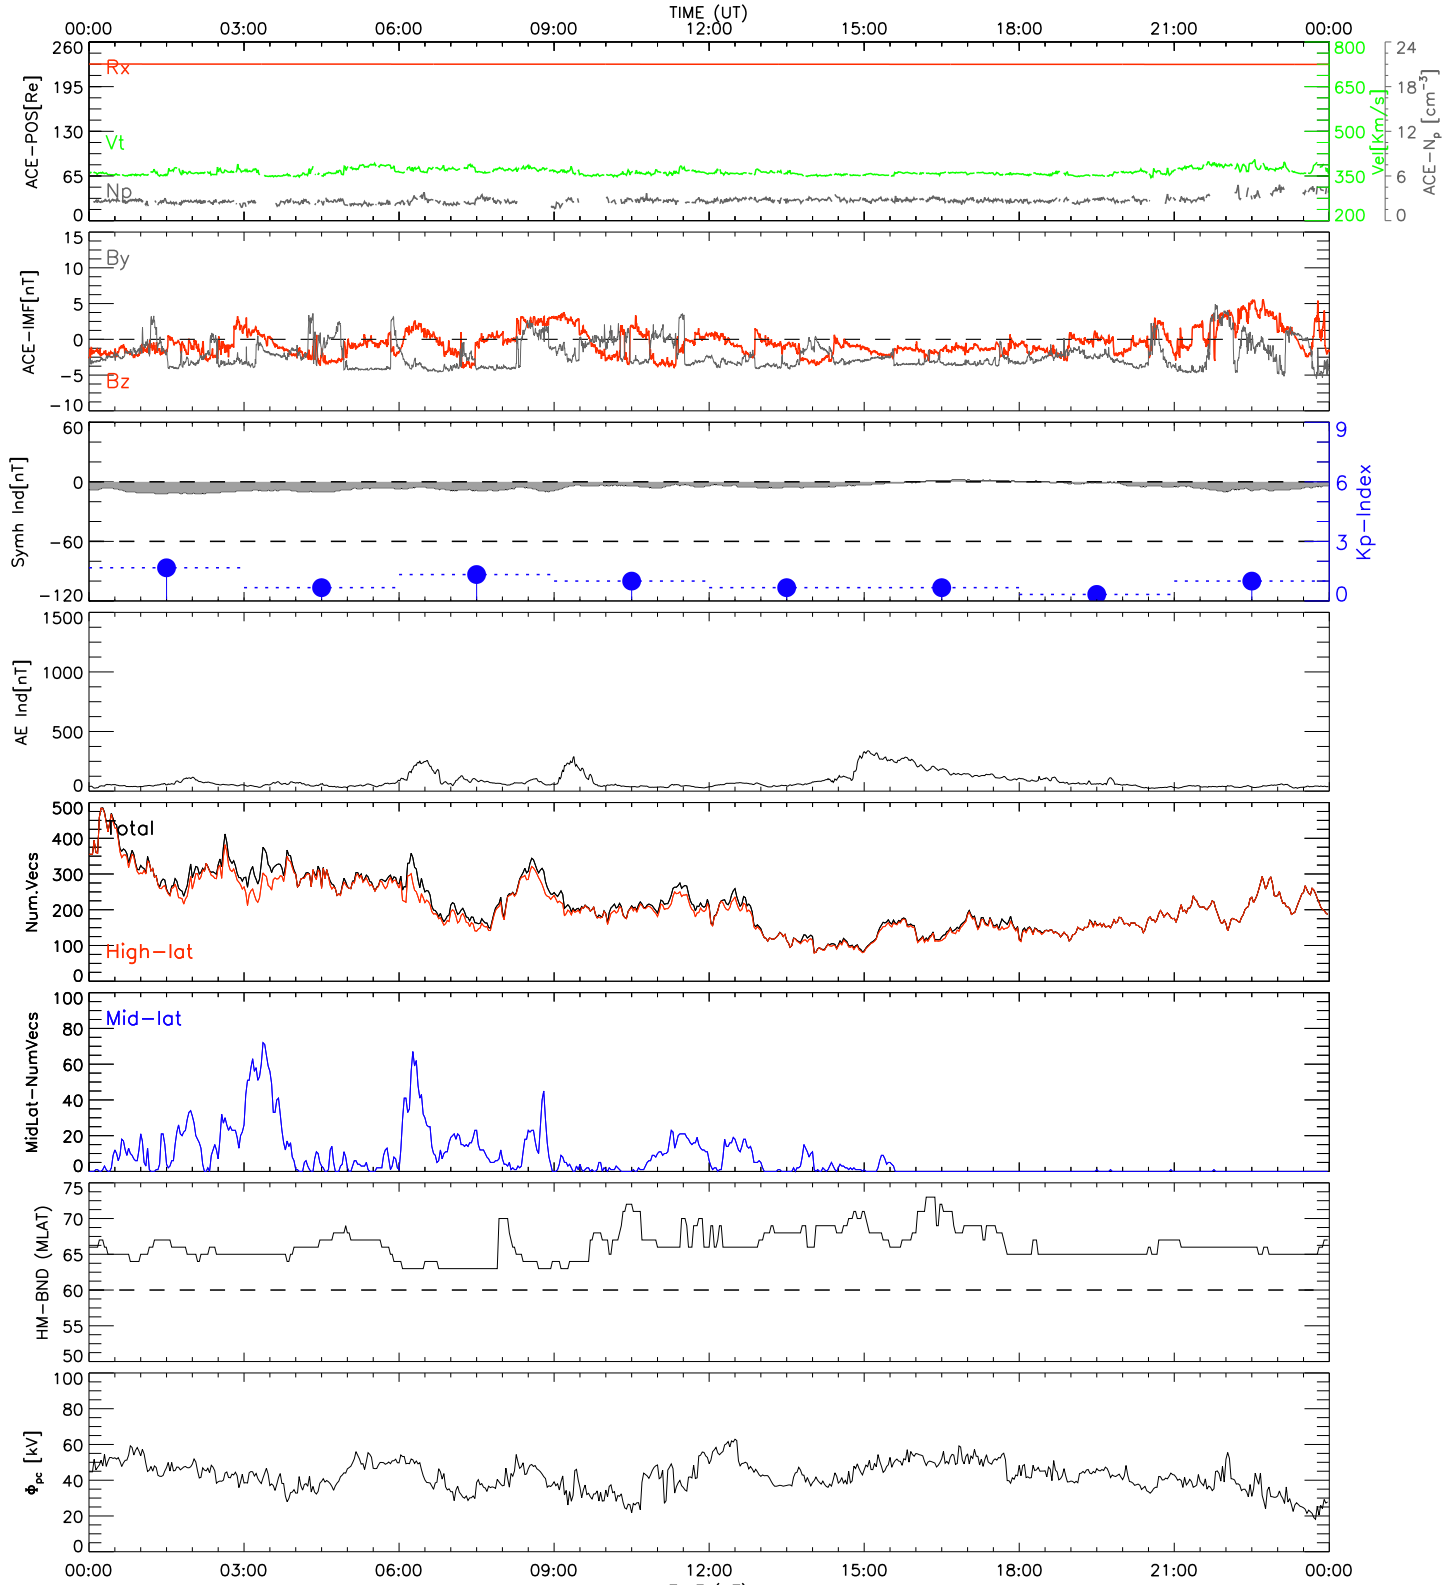 TIME (UT)
00:00 03:00 06:00 09:00 12:00 15:00 18:00 21:00 00:00
ACE-POS[Re]
260
195
130
65
0
Rx
Vt
Np
800
650
500
350
200
Vel[Km/s]
24
18
12
6
0
ACE-Np [cm-3]
ACE-IMF[nT]
15
10
5
0
-5
-10
By
Bz
Symh Ind[nT]
60
0
-60
-120
9
6
3
0
Kp-Index
AE Ind[nT]
1500
1000
500
0
Num.Vecs
500
400
300
200
100
0
Total
High-lat
MidLat-NumVecs
100
80
60
40
20
0
Mid-lat
HM-BND (MLAT)
75
70
65
60
55
50
Φpc [kV]
100
80
60
40
20
0
00:00 03:00 06:00 09:00 12:00 15:00 18:00 21:00 00:00